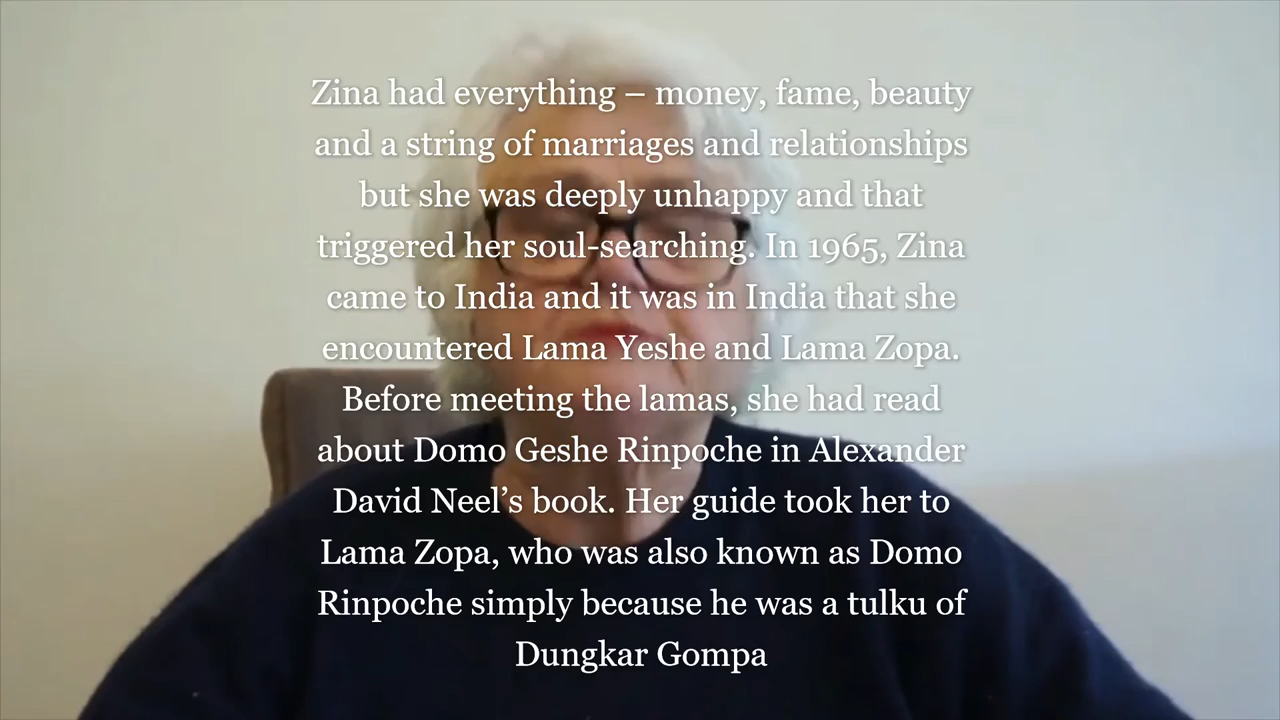 Zina had everything – money, fame, beauty
and a string of marriages and relationships
but she was deeply unhappy and that
triggered her soul-searching. In 1965, Zina
came to India and it was in India that she
encountered Lama Yeshe and Lama Zopa.
Before meeting the lamas, she had read
about Domo Geshe Rinpoche in Alexander
David Neel’s book. Her guide took her to
Lama Zopa, who was also known as Domo
Rinpoche simply because he was a tulku of
Dungkar Gompa